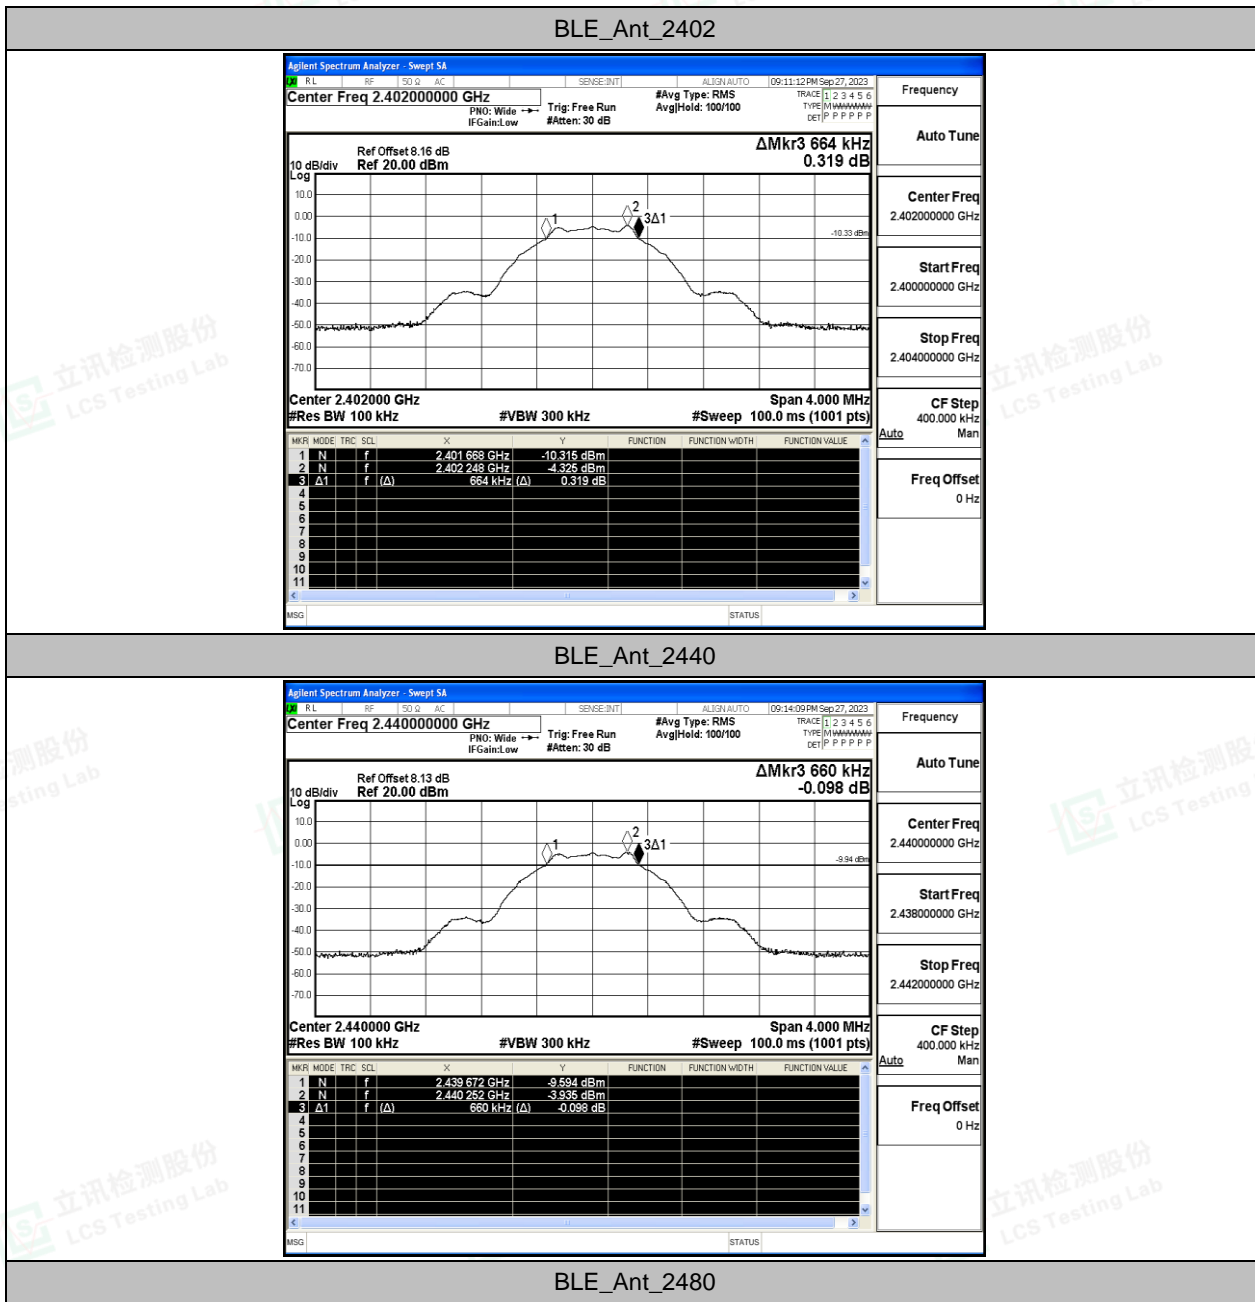 BLE_Ant_2402
Agilent Spectrum Analyzer - Swept SA
RL RF 50 Ω AC SENSE:INT ALIGN AUTO 09:11:12 PM Sep 27, 2023
Center Freq 2.402000000 GHz
PNO: Wide
IFGain:Low
Trig: Free Run
#Atten: 30 dB
#Avg Type: RMS
Avg|Hold: 100/100
TRACE 1 2 3 4 5 6
TYPE M WWWWW
DET P P P P P P
Frequency
Auto Tune
Center Freq
2.402000000 GHz
Start Freq
2.400000000 GHz
Stop Freq
2.404000000 GHz
CF Step
400.000 kHz
Auto Man
Freq Offset
0 Hz
Ref Offset 8.16 dB
10 dB/div Ref 20.00 dBm
Log
ΔMkr3 664 kHz
0.319 dB
10.0
0.00
-10.0
-20.0
-30.0
-40.0
-50.0
-60.0
-70.0
1
2
3Δ1
-10.33 dBm
Center 2.402000 GHz Span 4.000 MHz
#Res BW 100 kHz #VBW 300 kHz #Sweep 100.0 ms (1001 pts)
MKR MODE TRC SCL X Y FUNCTION FUNCTION WIDTH FUNCTION VALUE
1 N f 2.401 668 GHz -10.315 dBm
2 N f 2.402 248 GHz -4.325 dBm
3 Δ1 f (Δ) 664 kHz (Δ) 0.319 dB
4
5
6
7
8
9
10
11
MSG STATUS
BLE_Ant_2440
Agilent Spectrum Analyzer - Swept SA
RL RF 50 Ω AC SENSE:INT ALIGN AUTO 09:14:09 PM Sep 27, 2023
Center Freq 2.440000000 GHz
PNO: Wide
IFGain:Low
Trig: Free Run
#Atten: 30 dB
#Avg Type: RMS
Avg|Hold: 100/100
TRACE 1 2 3 4 5 6
TYPE M WWWWW
DET P P P P P P
Frequency
Auto Tune
Center Freq
2.440000000 GHz
Start Freq
2.438000000 GHz
Stop Freq
2.442000000 GHz
CF Step
400.000 kHz
Auto Man
Freq Offset
0 Hz
Ref Offset 8.13 dB
10 dB/div Ref 20.00 dBm
Log
ΔMkr3 660 kHz
-0.098 dB
10.0
0.00
-10.0
-20.0
-30.0
-40.0
-50.0
-60.0
-70.0
1
2
3Δ1
-9.94 dBm
Center 2.440000 GHz Span 4.000 MHz
#Res BW 100 kHz #VBW 300 kHz #Sweep 100.0 ms (1001 pts)
MKR MODE TRC SCL X Y FUNCTION FUNCTION WIDTH FUNCTION VALUE
1 N f 2.439 672 GHz -9.594 dBm
2 N f 2.440 252 GHz -3.935 dBm
3 Δ1 f (Δ) 660 kHz (Δ) -0.098 dB
4
5
6
7
8
9
10
11
MSG STATUS
BLE_Ant_2480
立讯检测股份
LCS Testing Lab
立讯检测股份
LCS Testing Lab
立讯检测股份
LCS Testing Lab
立讯检测股份
LCS Testing Lab